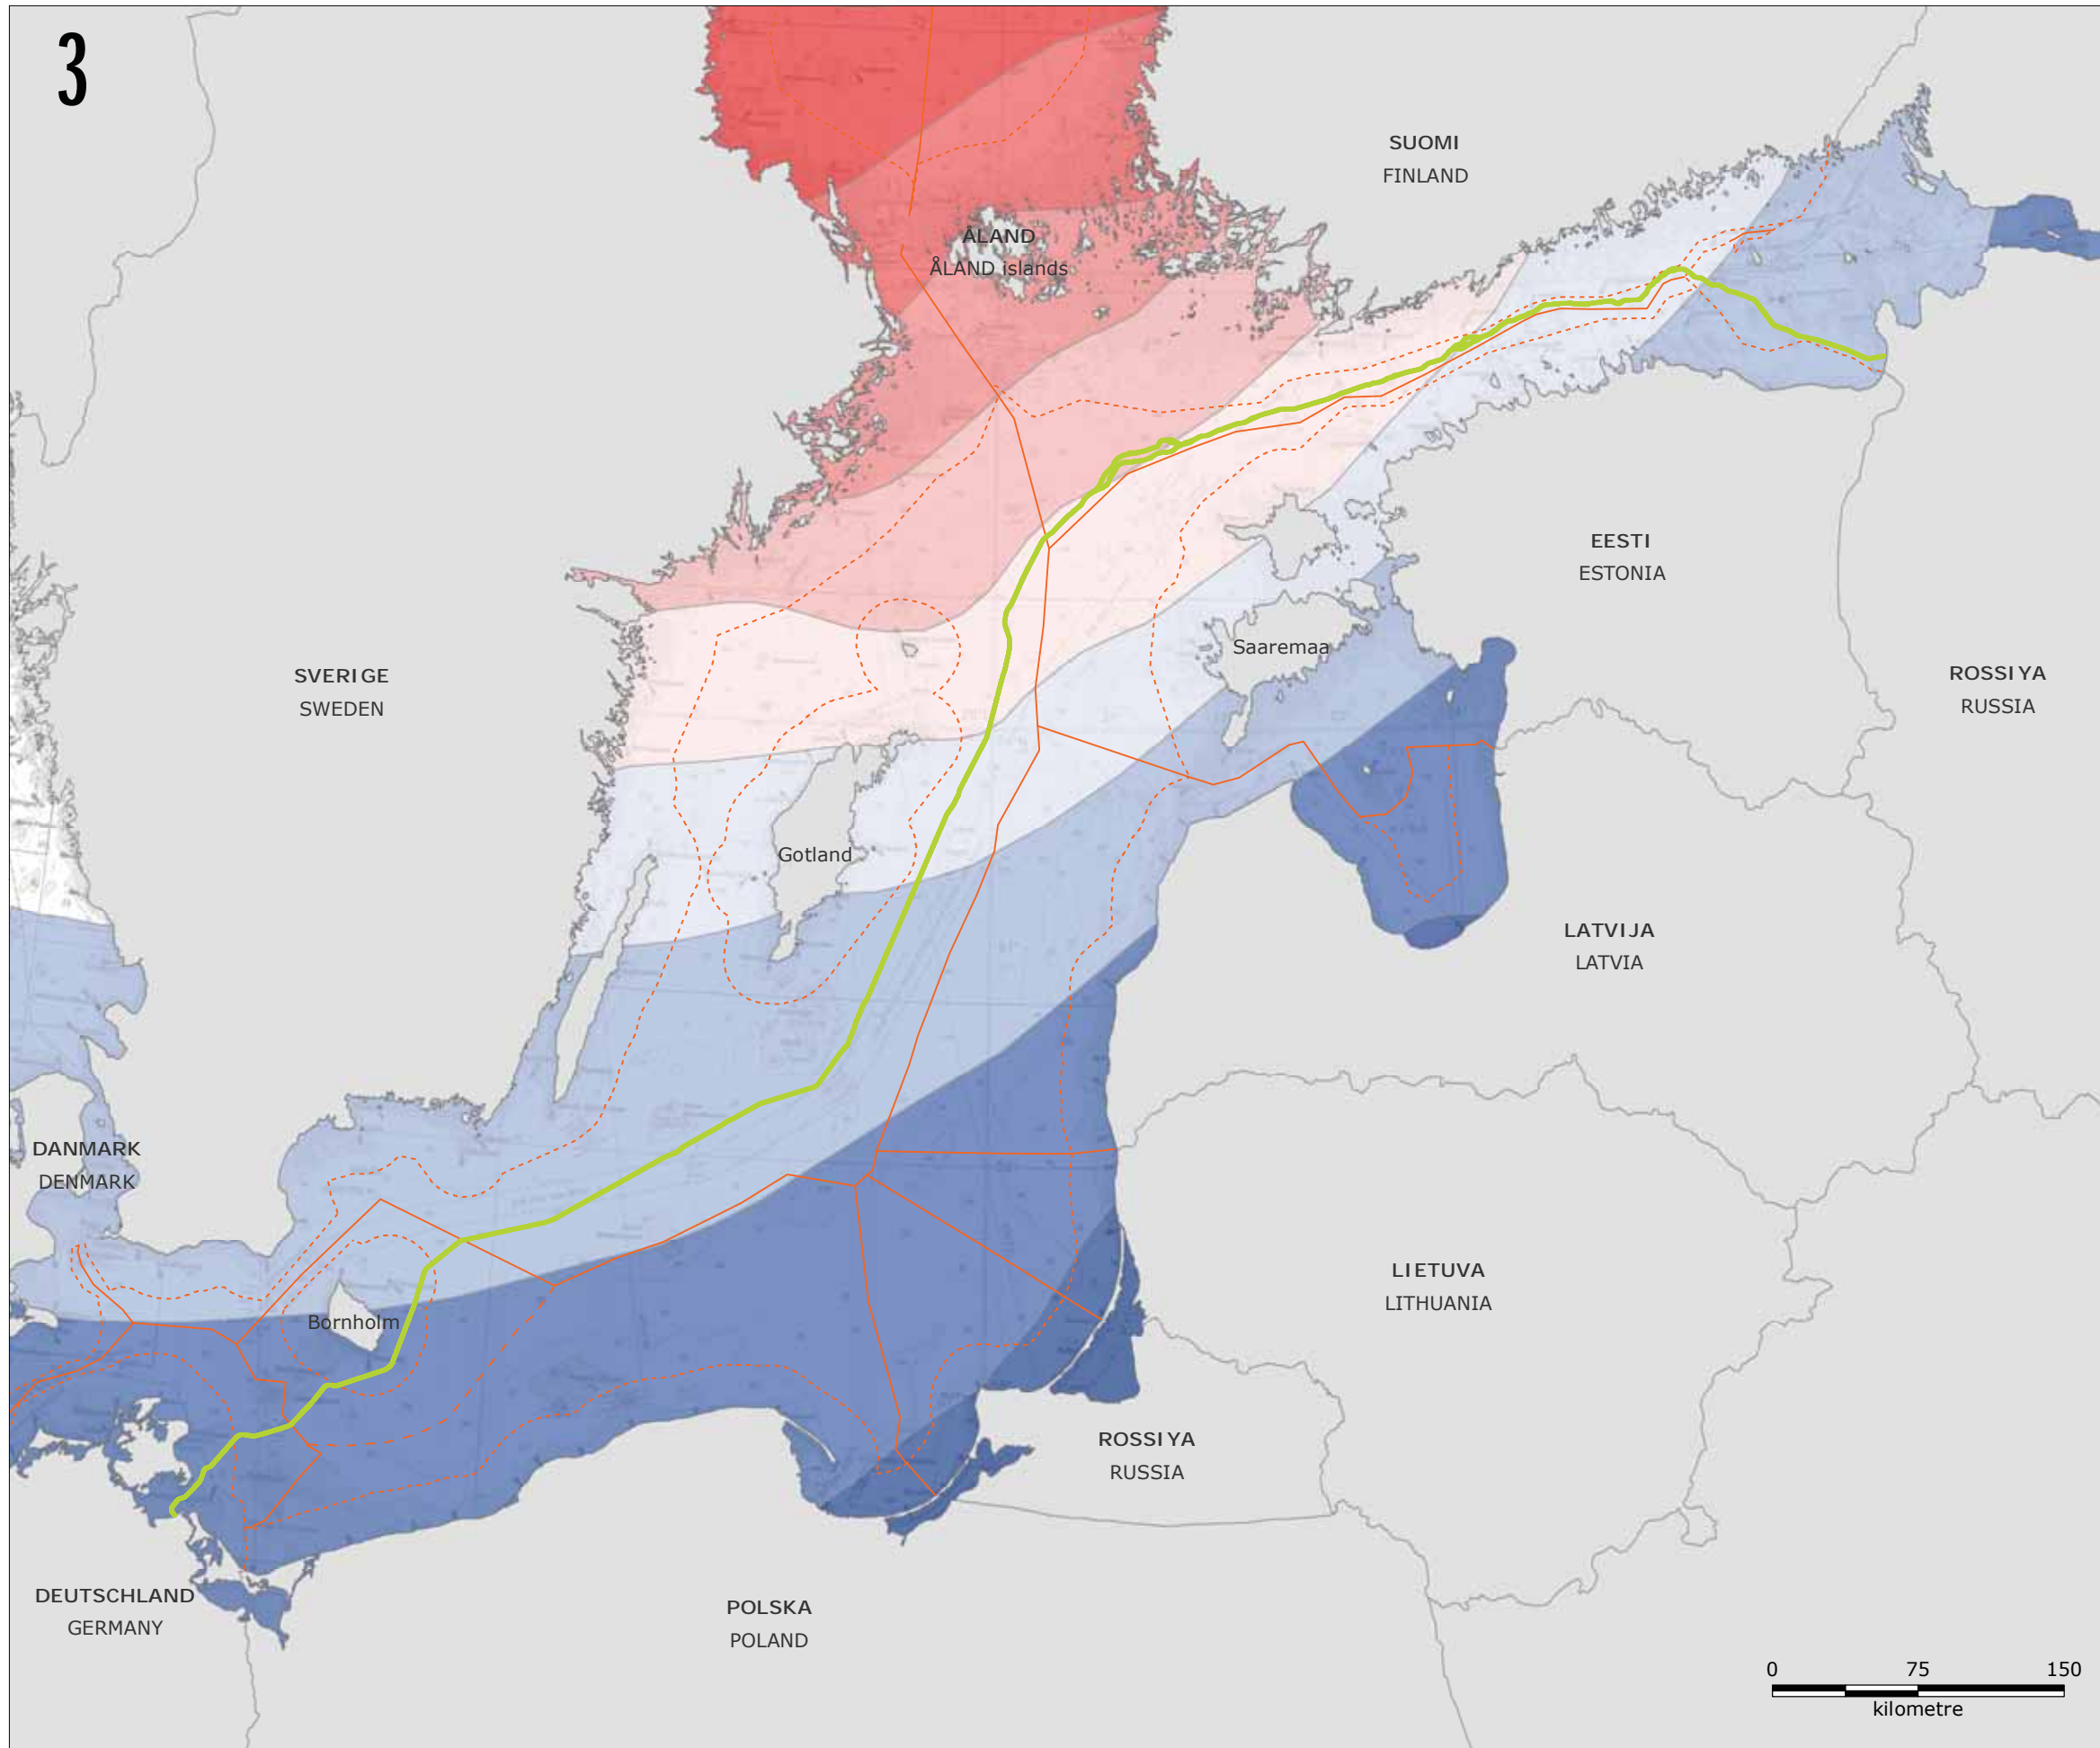 3
SUOMI
FINLAND
ÅLAND
ÅLAND islands
EESTI
ESTONIA
Saaremaa
ROSSIYA
RUSSIA
SVERIGE
SWEDEN
Gotland
LATVIJA
LATVIA
DANMARK
DENMARK
LIETUVA
LITHUANIA
Bornholm
ROSSIYA
RUSSIA
DEUTSCHLAND
GERMANY
POLSKA
POLAND
0 75 150
kilometre